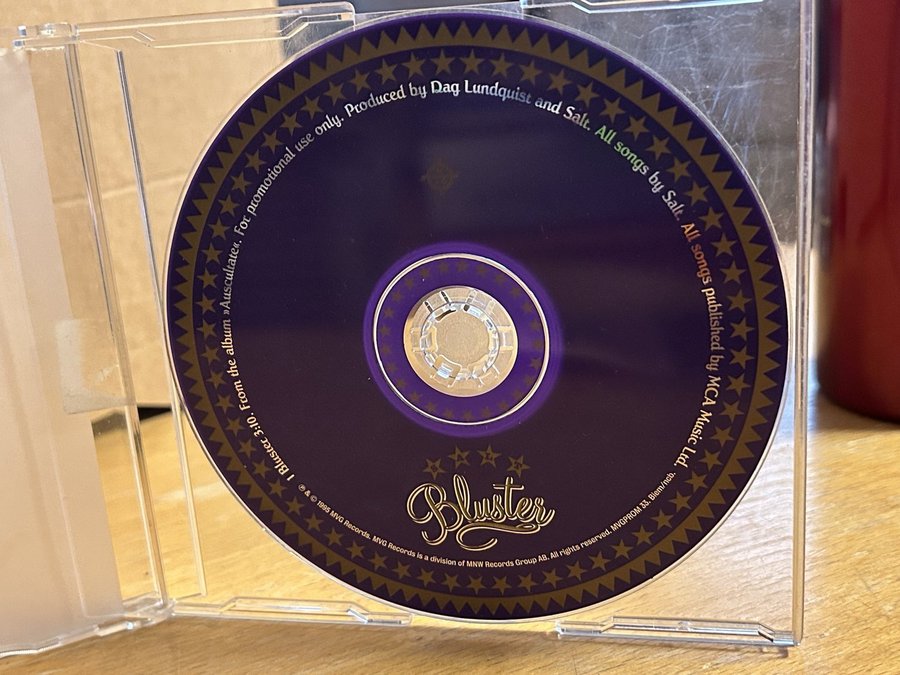 1 Bluster 3:10. From the album »Auscultate«. For promotional use only. Produced by Dag Lundquist and Salt. All songs by Salt. All songs published by MCA Music Ltd.
Bluster
℗ & © 1995 MVG Records. MVG Records is a division of MNW Records Group AB. All rights reserved. MVGPROM 33. Biem/ncb.